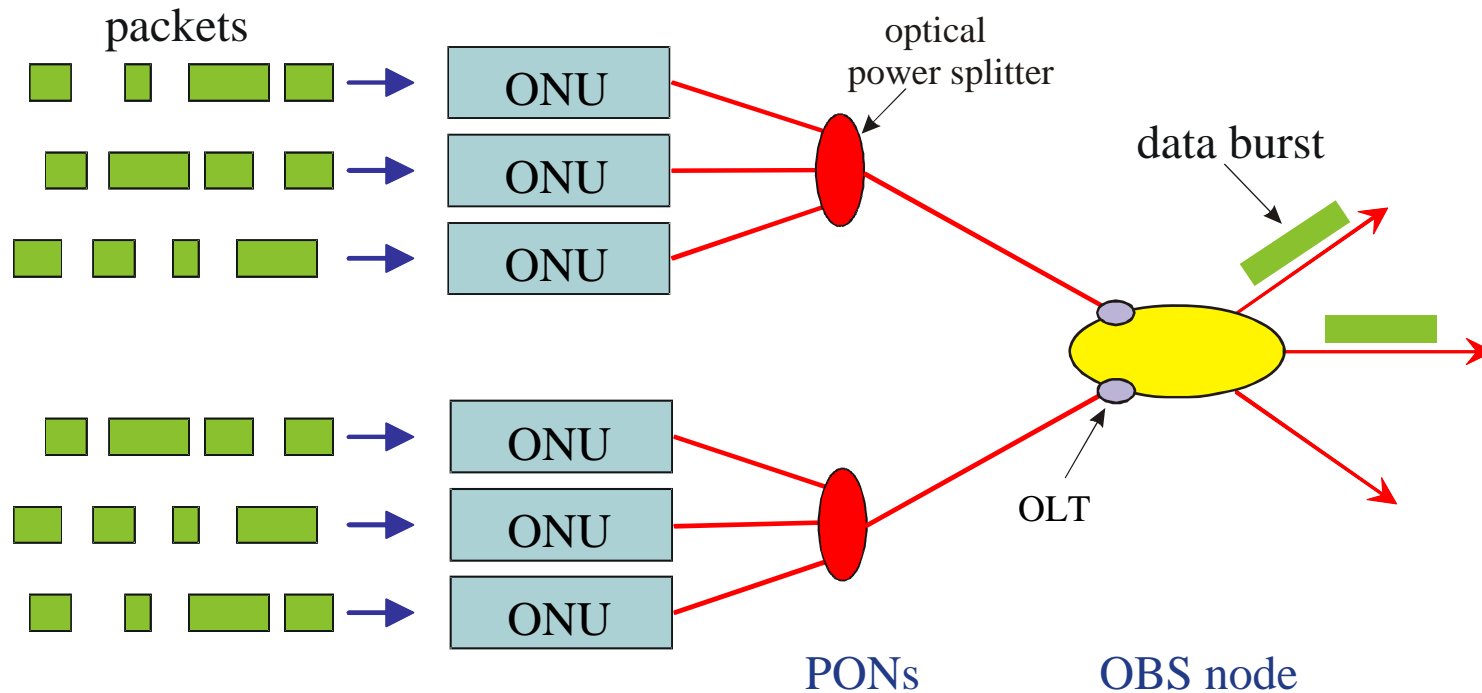 packets
optical
power splitter
ONU
ONU
ONU
data burst
ONU
ONU
ONU
OLT
PONs
OBS node